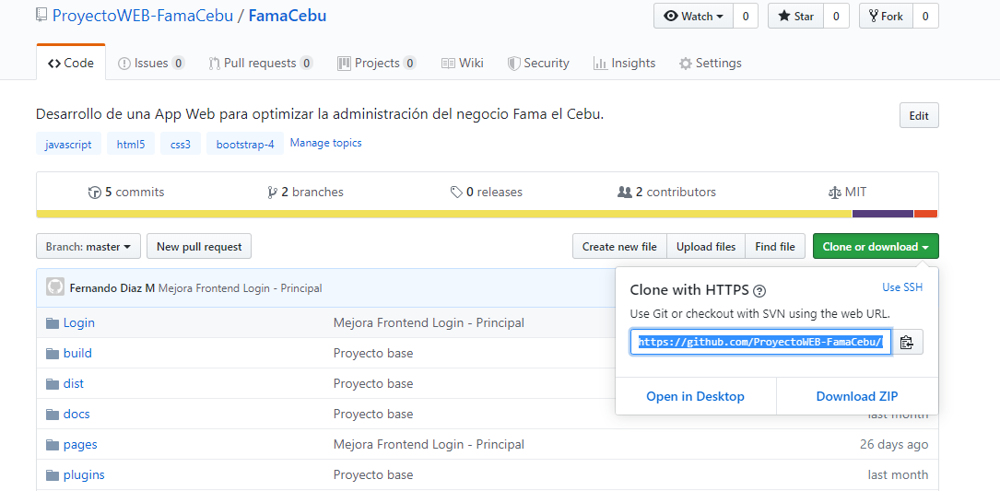 ProyectoWEB-FamaCebu / FamaCebu
Watch 0 Star 0 Fork 0
Code Issues 0 Pull requests 0 Projects 0 Wiki Security Insights Settings
Desarrollo de una App Web para optimizar la administración del negocio Fama el Cebu.
Edit
javascript html5 css3 bootstrap-4 Manage topics
5 commits 2 branches 0 releases 2 contributors MIT
Branch: master New pull request Create new file Upload files Find file Clone or download
Fernando Diaz M Mejora Frontend Login - Principal
Clone with HTTPS ? Use SSH
Use Git or checkout with SVN using the web URL.
https://github.com/ProyectoWEB-FamaCebu/
Open in Desktop Download ZIP
Login Mejora Frontend Login - Principal
build Proyecto base
dist Proyecto base
docs Proyecto base last month
pages Mejora Frontend Login - Principal 26 days ago
plugins Proyecto base last month